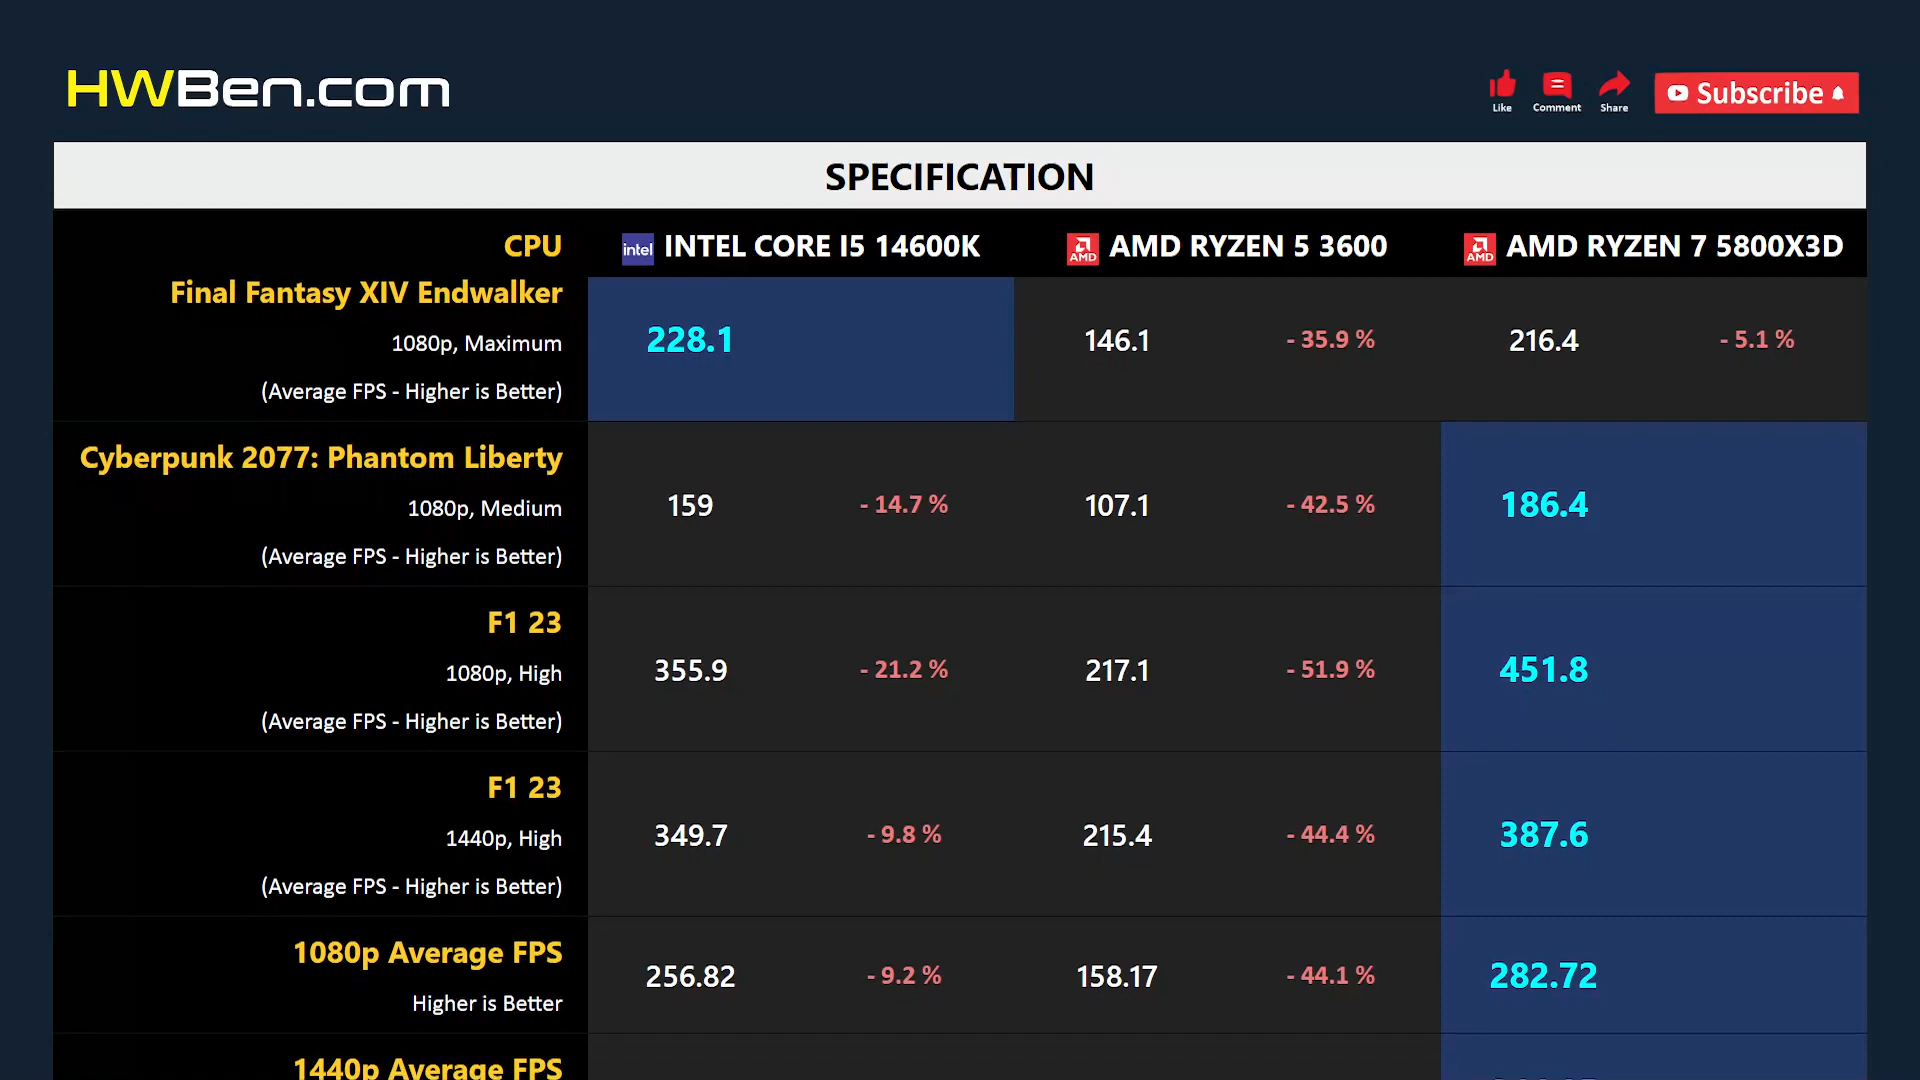 HWBen.com
Like
Comment
Share
Subscribe
SPECIFICATION
CPU
intel INTEL CORE I5 14600K
AMD AMD RYZEN 5 3600
AMD AMD RYZEN 7 5800X3D
Final Fantasy XIV Endwalker
1080p, Maximum
(Average FPS - Higher is Better)
228.1
146.1
- 35.9 %
216.4
- 5.1 %
Cyberpunk 2077: Phantom Liberty
1080p, Medium
(Average FPS - Higher is Better)
159
- 14.7 %
107.1
- 42.5 %
186.4
F1 23
1080p, High
(Average FPS - Higher is Better)
355.9
- 21.2 %
217.1
- 51.9 %
451.8
F1 23
1440p, High
(Average FPS - Higher is Better)
349.7
- 9.8 %
215.4
- 44.4 %
387.6
1080p Average FPS
Higher is Better
256.82
- 9.2 %
158.17
- 44.1 %
282.72
1440p Average FPS